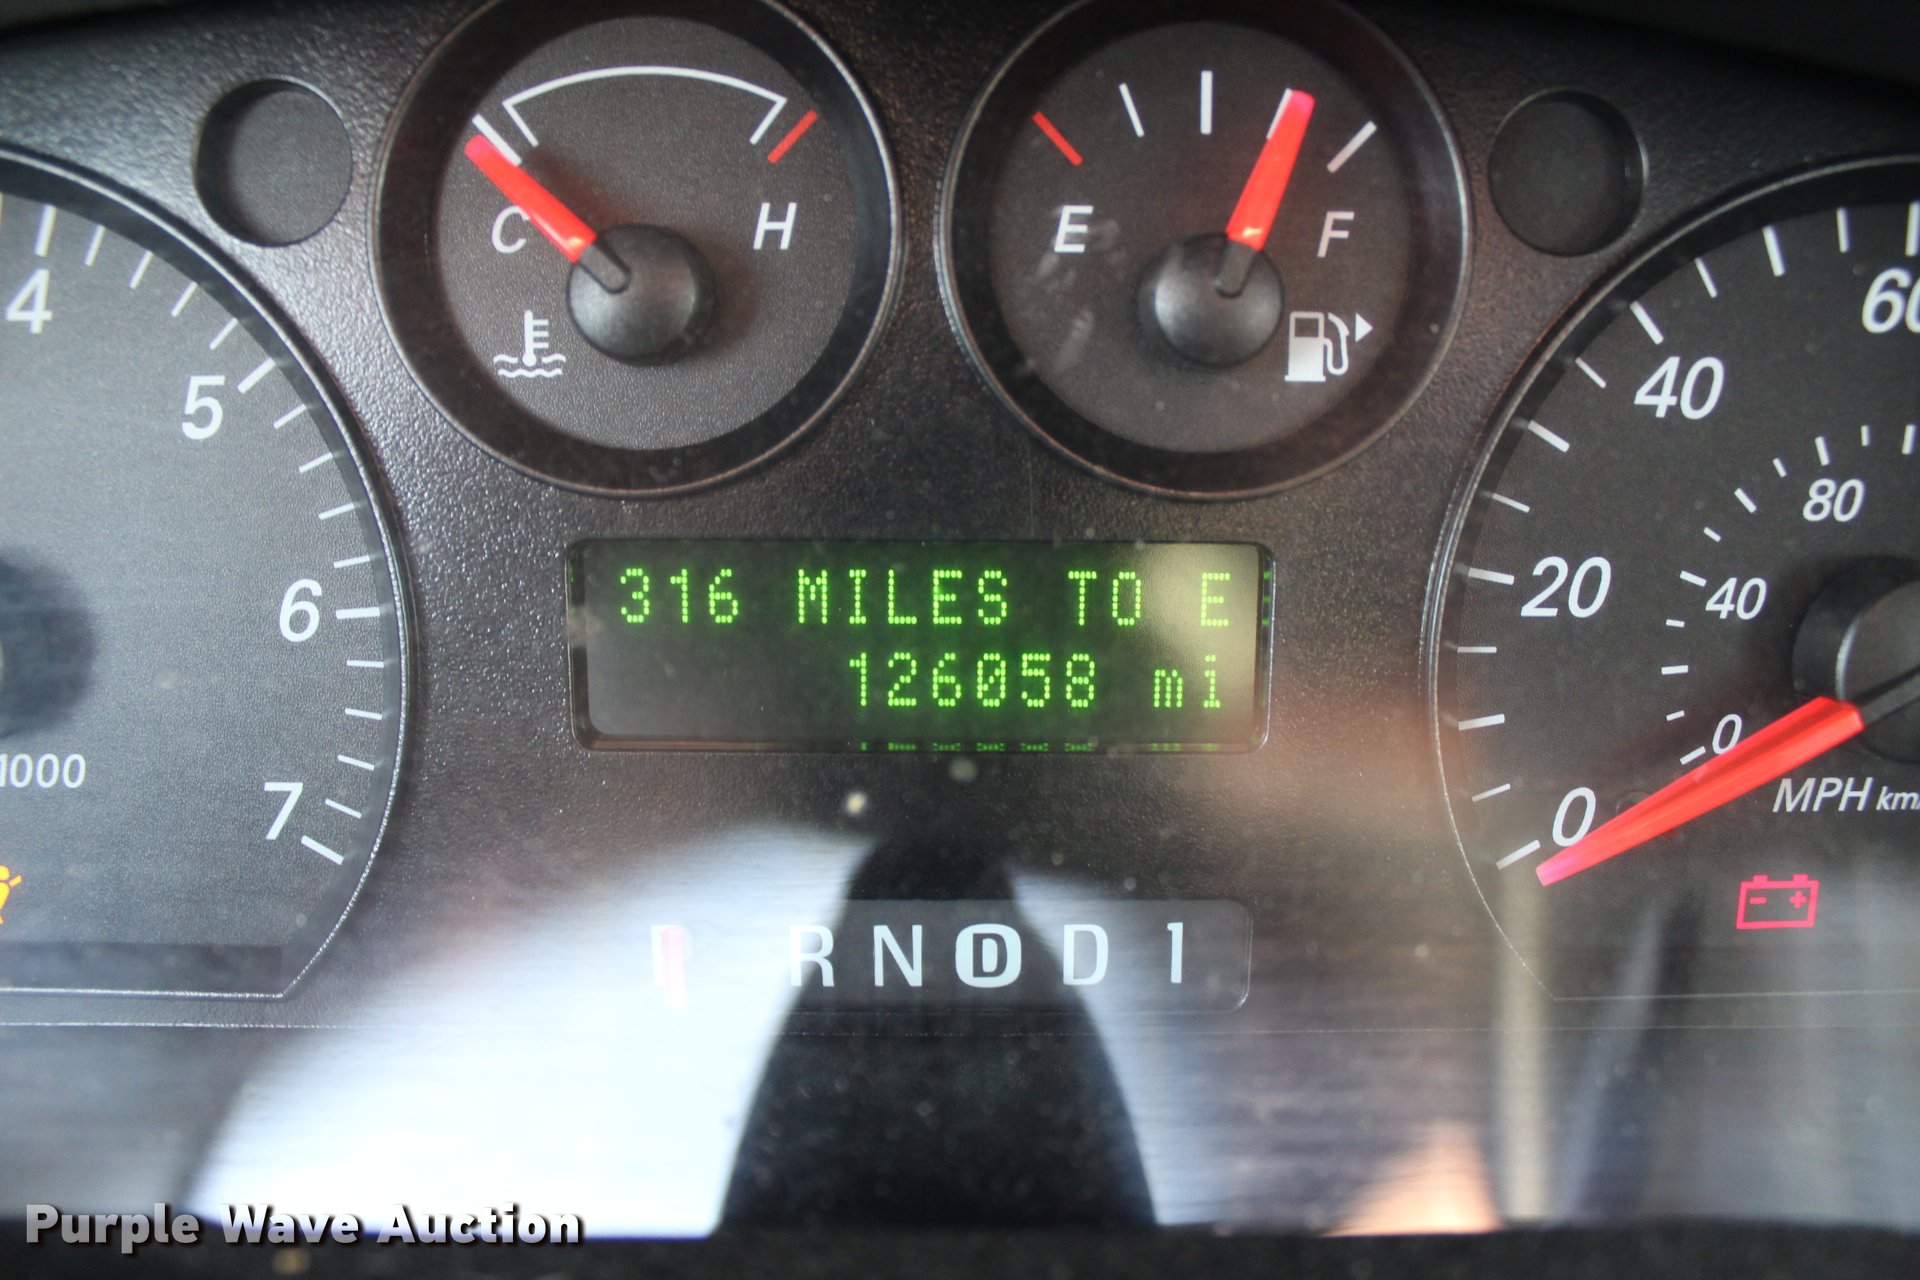 C H
E F
4
5
6
7
1000
60
40
20
0
80
40
0
MPH
316 MILES TO E
126058 mi
P R N D D 1
Purple Wave Auction